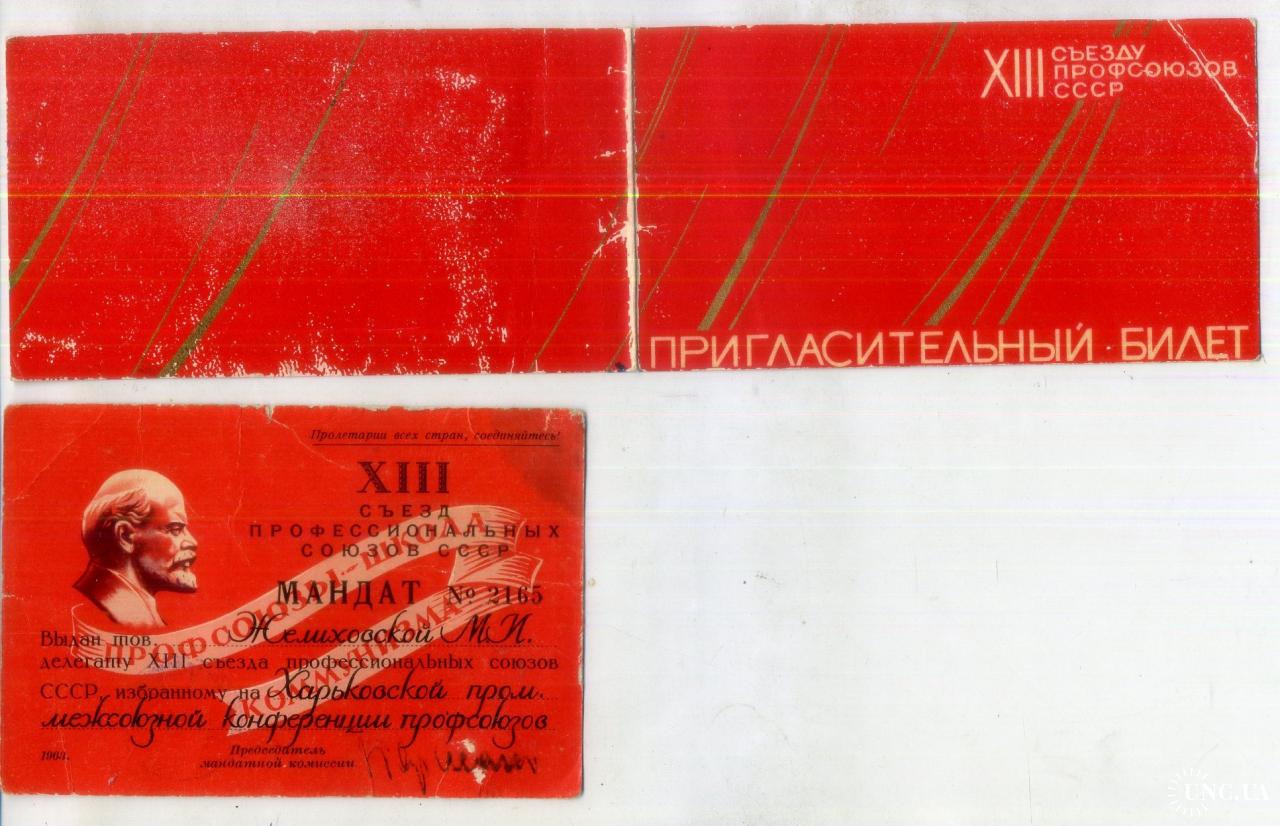 XIII СЪЕЗДУ
ПРОФСОЮЗОВ
СССР
ПРИГЛАСИТЕЛЬНЫЙ БИЛЕТ
Пролетарии всех стран, соединяйтесь!
XIII
СЪЕЗД
ПРОФЕССИОНАЛЬНЫХ
СОЮЗОВ СССР
ПРОФСОЮЗЫ-ШКОЛА
КОММУНИЗМА
МАНДАТ № 2165
Выдан тов. Желиховской М.И.
делегату XIII съезда профессиональных союзов
СССР, избранному на Харьковской пром.
межсоюзной конференции профсоюзов
1963.
Председатель
мандатной комиссии
UNC.UA